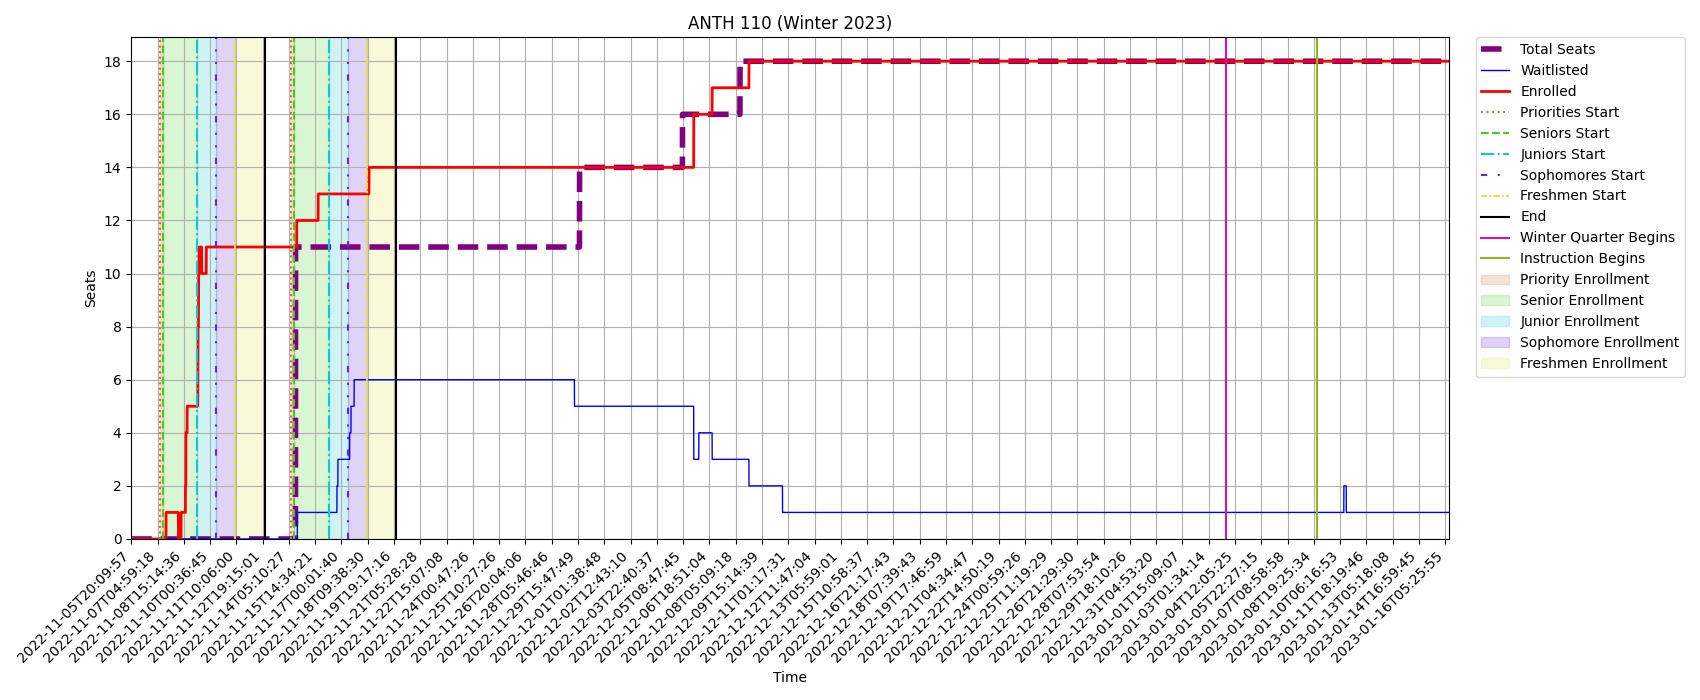 ANTH 110 (Winter 2023)
Seats
18
16
14
12
10
8
6
4
2
0
2022-11-05T20:09:57
2022-11-07T04:59:18
2022-11-08T15:14:36
2022-11-10T00:36:45
2022-11-11T10:06:00
2022-11-12T19:15:01
2022-11-14T05:10:27
2022-11-15T14:34:21
2022-11-17T00:01:40
2022-11-18T09:38:30
2022-11-19T19:17:16
2022-11-21T05:28:28
2022-11-22T15:07:08
2022-11-24T00:47:26
2022-11-25T10:27:28
2022-11-26T20:04:06
2022-11-28T05:46:46
2022-11-29T15:47:49
2022-12-01T01:38:48
2022-12-02T12:43:10
2022-12-03T22:40:37
2022-12-05T08:47:45
2022-12-06T18:51:04
2022-12-08T05:09:18
2022-12-09T15:14:39
2022-12-11T01:17:31
2022-12-12T11:47:04
2022-12-13T15:59:01
2022-12-15T10:58:37
2022-12-16T21:17:43
2022-12-18T07:39:43
2022-12-19T17:46:59
2022-12-21T04:34:47
2022-12-22T14:50:19
2022-12-24T00:59:26
2022-12-25T11:19:29
2022-12-26T21:29:30
2022-12-28T07:53:54
2022-12-29T18:10:26
2022-12-31T04:53:20
2023-01-01T15:09:07
2023-01-03T01:34:14
2023-01-04T12:05:25
2023-01-05T22:27:15
2023-01-07T08:58:58
2023-01-08T19:25:34
2023-01-10T06:16:53
2023-01-11T18:19:46
2023-01-13T05:18:08
2023-01-14T16:59:45
2023-01-16T05:25:55
Time
Total Seats
Waitlisted
Enrolled
Priorities Start
Seniors Start
Juniors Start
Sophomores Start
Freshmen Start
End
Winter Quarter Begins
Instruction Begins
Priority Enrollment
Senior Enrollment
Junior Enrollment
Sophomore Enrollment
Freshmen Enrollment